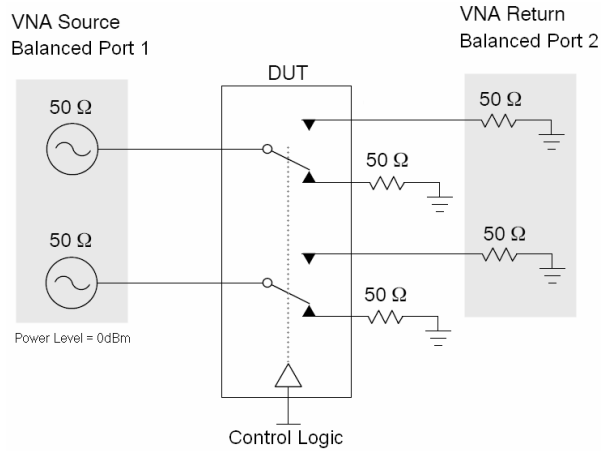 VNA Source
Balanced Port 1
VNA Return
Balanced Port 2
DUT
50 Ω
50 Ω
50 Ω
50 Ω
50 Ω
50 Ω
Power Level = 0dBm
Control Logic